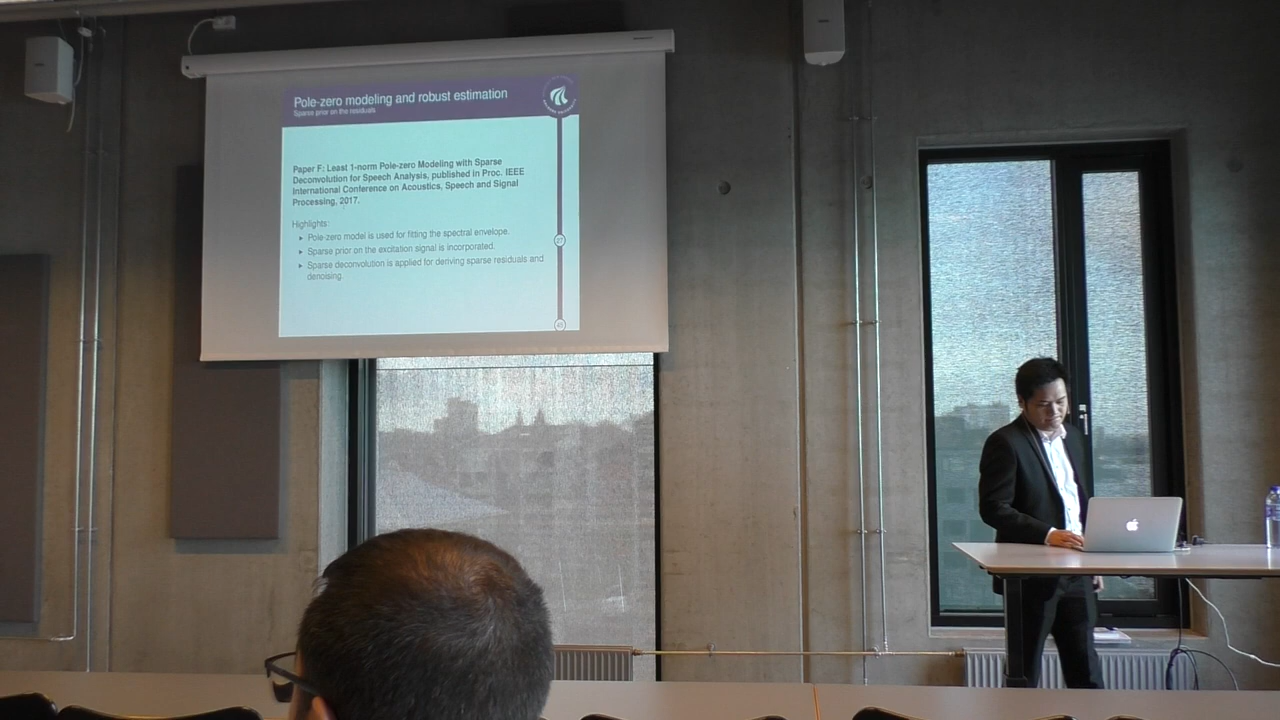 Pole-zero modeling and robust estimation
Sparse prior on the residuals
Paper F: Least 1-norm Pole-zero Modeling with Sparse
Deconvolution for Speech Analysis, published in Proc. IEEE
International Conference on Acoustics, Speech and Signal
Processing, 2017.
Highlights:
► Pole-zero model is used for fitting the spectral envelope.
► Sparse prior on the excitation signal is incorporated.
27
► Sparse deconvolution is applied for deriving sparse residuals and
denoising.